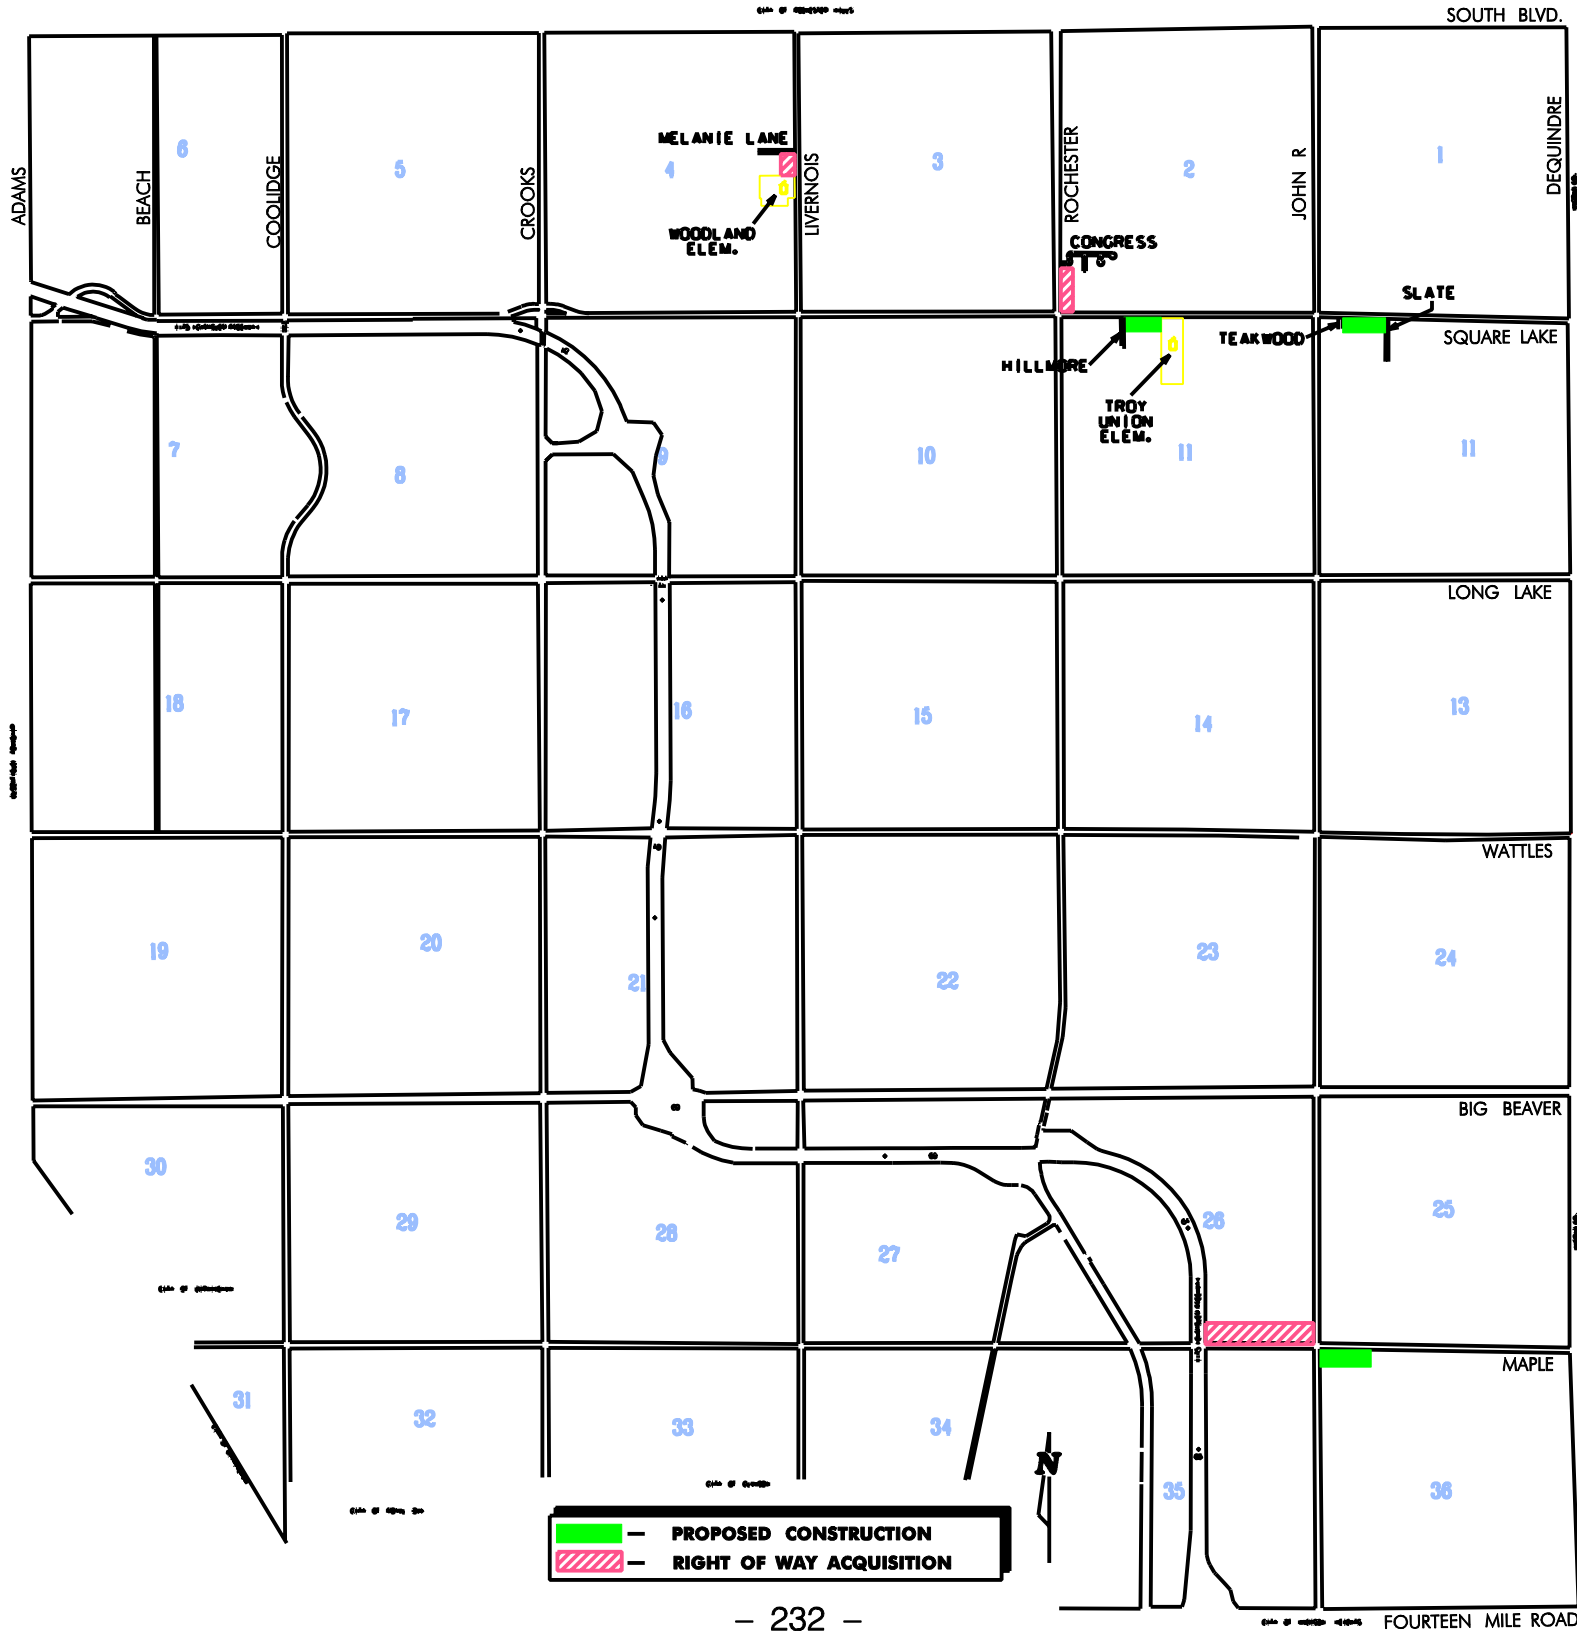 SOUTH BLVD.
ADAMS
BEACH
COOLIDGE
CROOKS
LIVERNOIS
ROCHESTER
JOHN R
DEQUINDRE
6
5
4
3
2
1
MELANIE LANE
WOODLAND
ELEM.
CONGRESS
SLATE
TEAKWOOD
SQUARE LAKE
HILLMORE
TROY
UNION
ELEM.
7
8
9
10
11
11
LONG LAKE
18
17
16
15
14
13
WATTLES
19
20
21
22
23
24
BIG BEAVER
30
29
28
27
26
25
MAPLE
31
32
33
34
35
36
N
PROPOSED CONSTRUCTION
RIGHT OF WAY ACQUISITION
FOURTEEN MILE ROAD
- 232 -